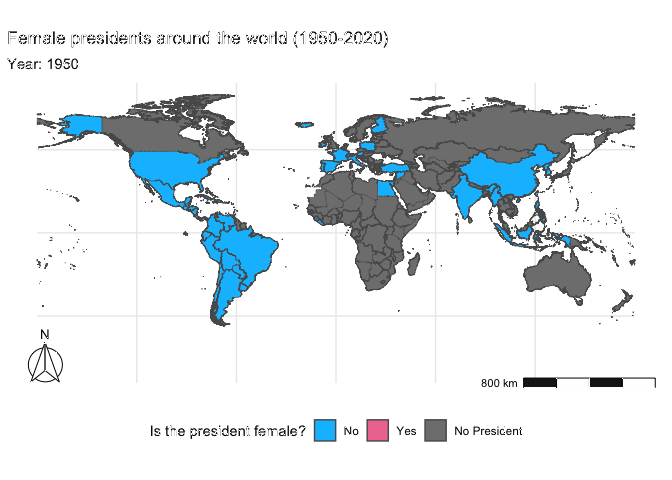 Female presidents around the world (1950-2020)
Year: 1950
N
800 km
Is the president female? No Yes No Presicent